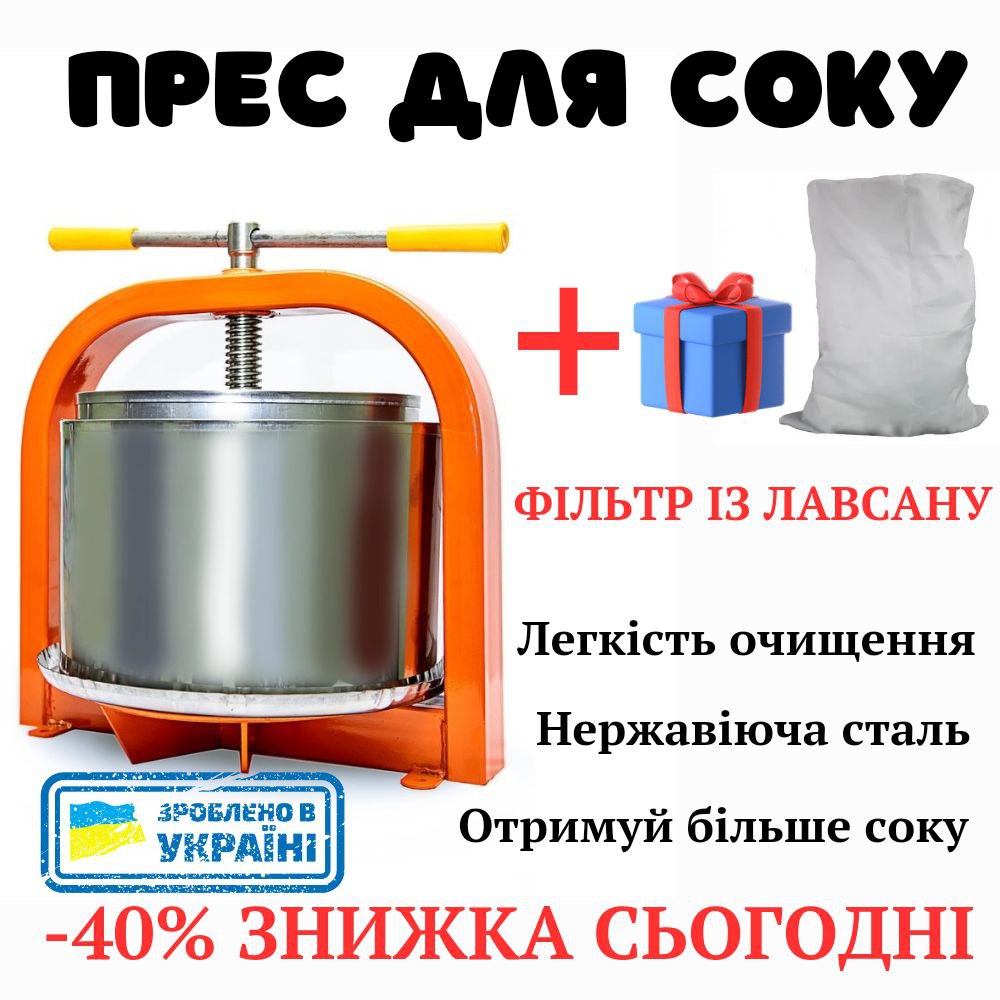 ПРЕС ДЛЯ СОКУ
ФІЛЬТР ІЗ ЛАВСАНУ
Легкість очищення
Нержавіюча сталь
ЗРОБЛЕНО В
УКРАЇНІ
Отримуй більше соку
-40% ЗНИЖКА СЬОГОДНІ